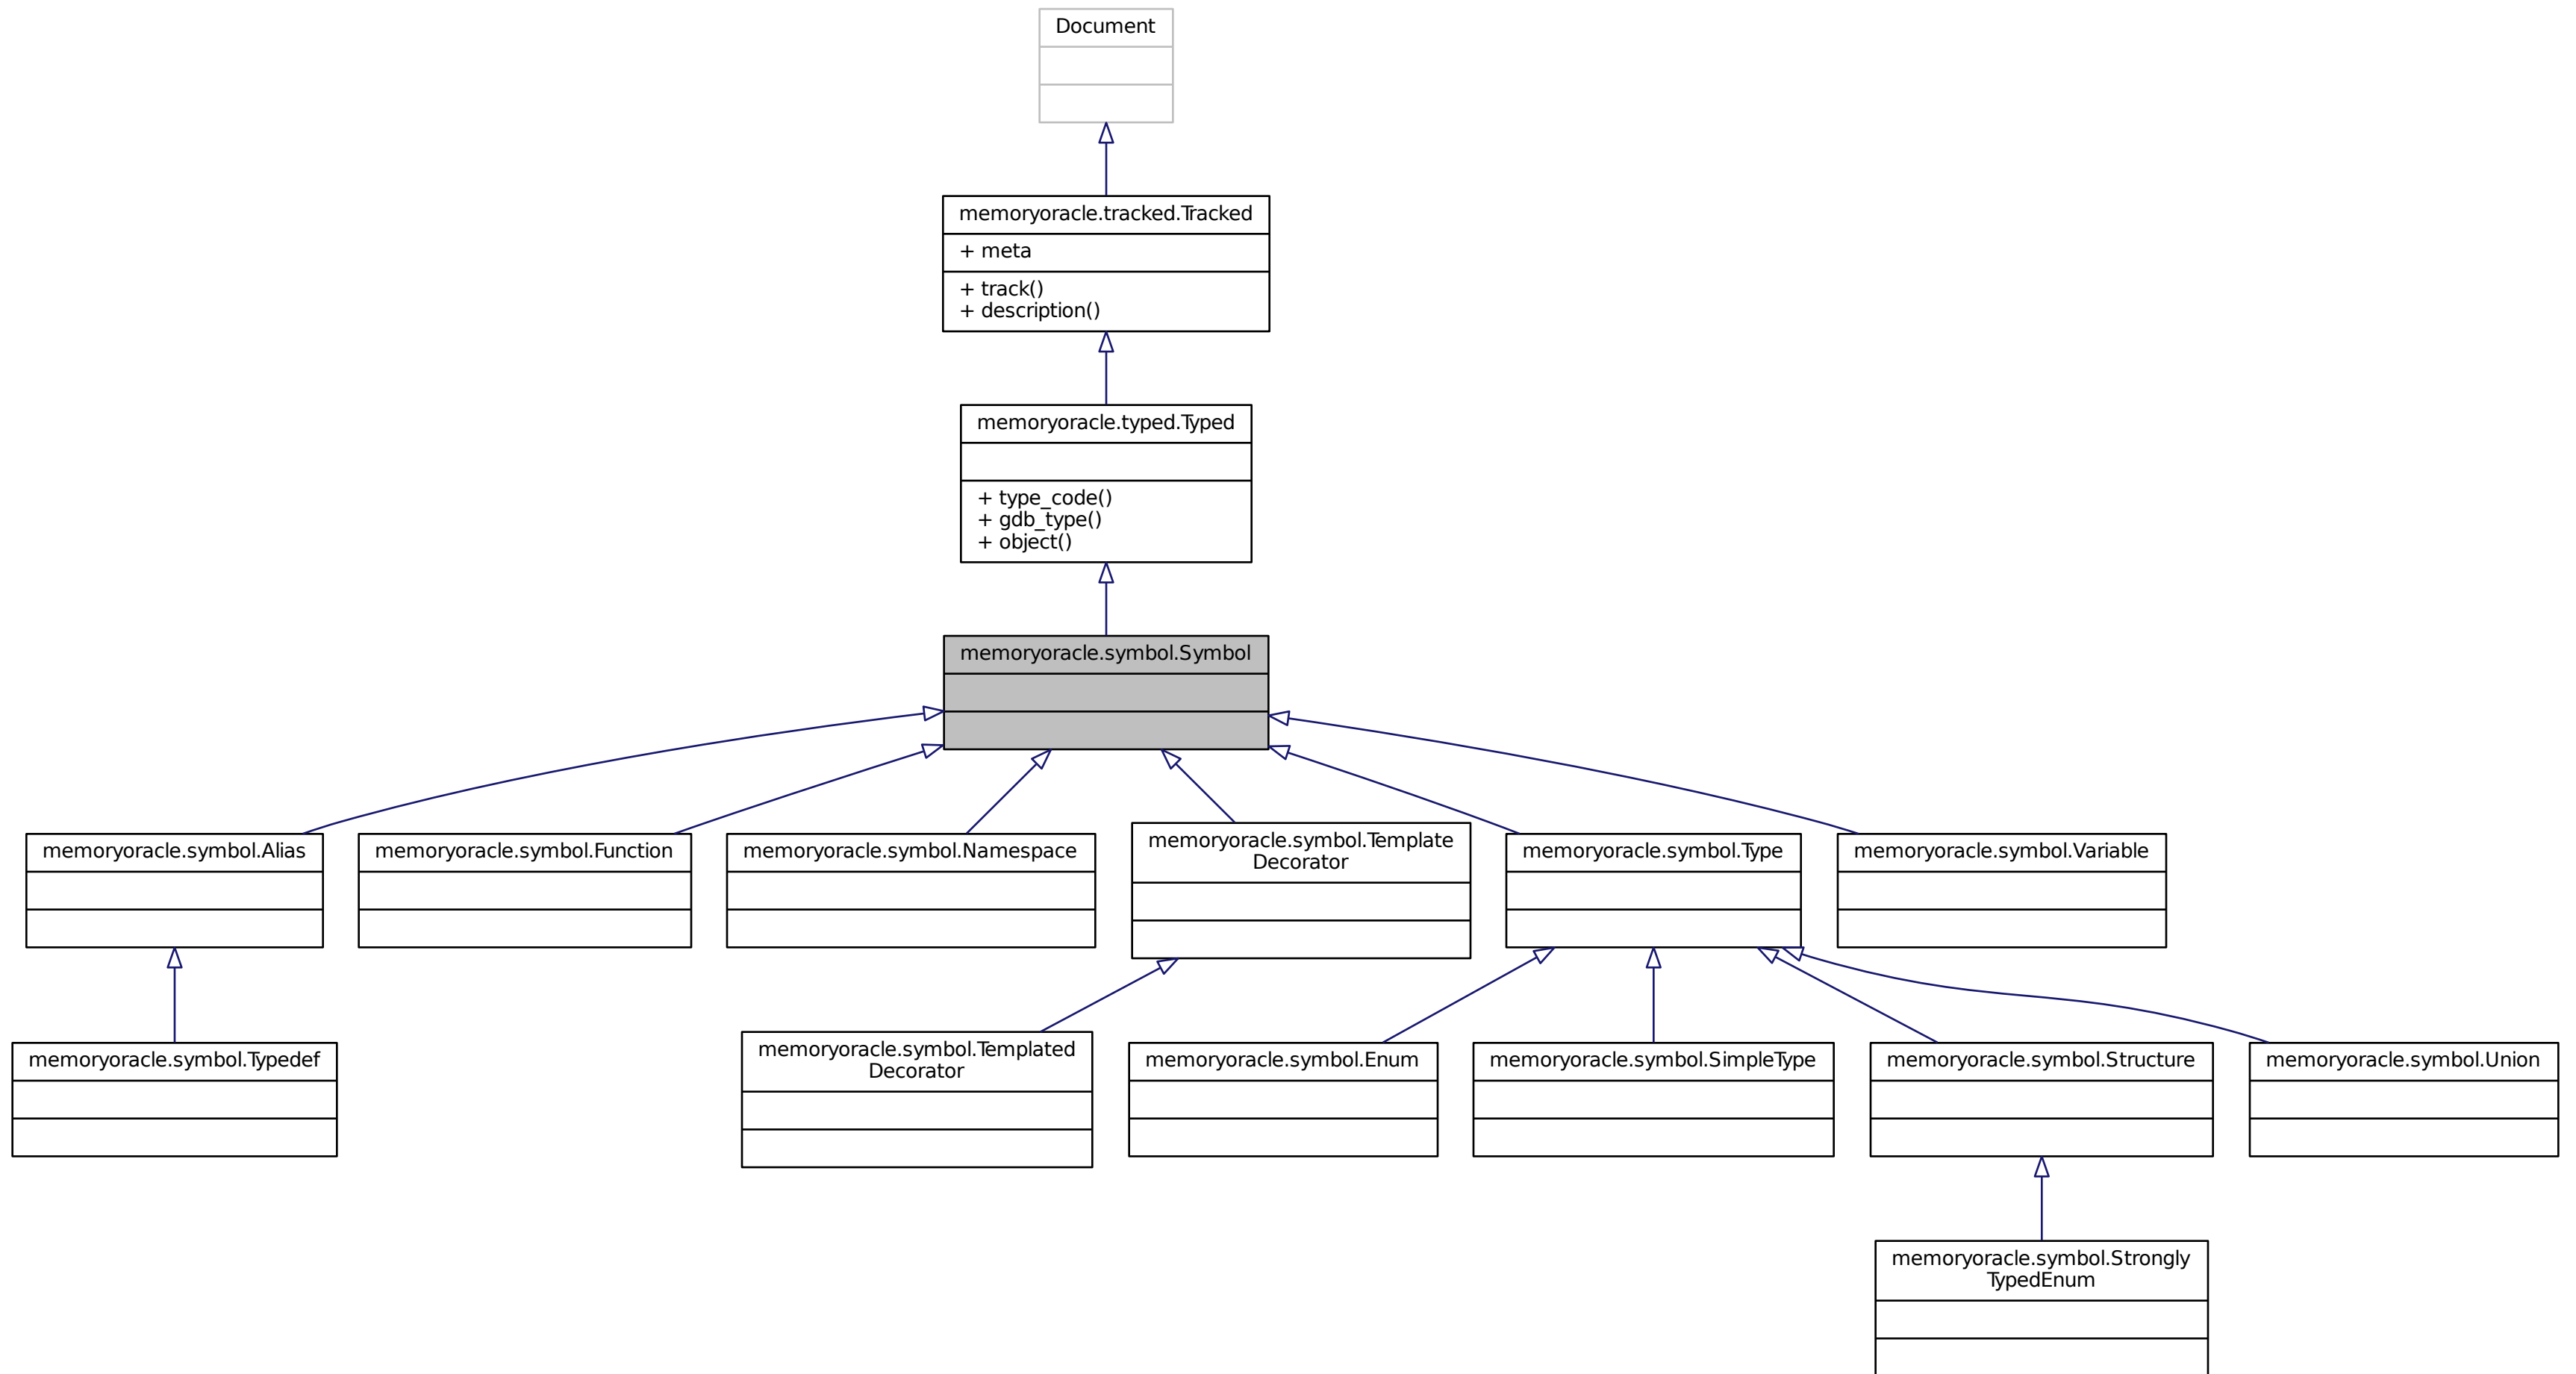 Document
memoryoracle.tracked.Tracked
+ meta
+ track()
+ description()
memoryoracle.typed.Typed
+ type_code()
+ gdb_type()
+ object()
memoryoracle.symbol.Symbol
memoryoracle.symbol.Alias
memoryoracle.symbol.Function
memoryoracle.symbol.Namespace
memoryoracle.symbol.Template
Decorator
memoryoracle.symbol.Type
memoryoracle.symbol.Variable
memoryoracle.symbol.Typedef
memoryoracle.symbol.Templated
Decorator
memoryoracle.symbol.Enum
memoryoracle.symbol.SimpleType
memoryoracle.symbol.Structure
memoryoracle.symbol.Union
memoryoracle.symbol.Strongly
TypedEnum